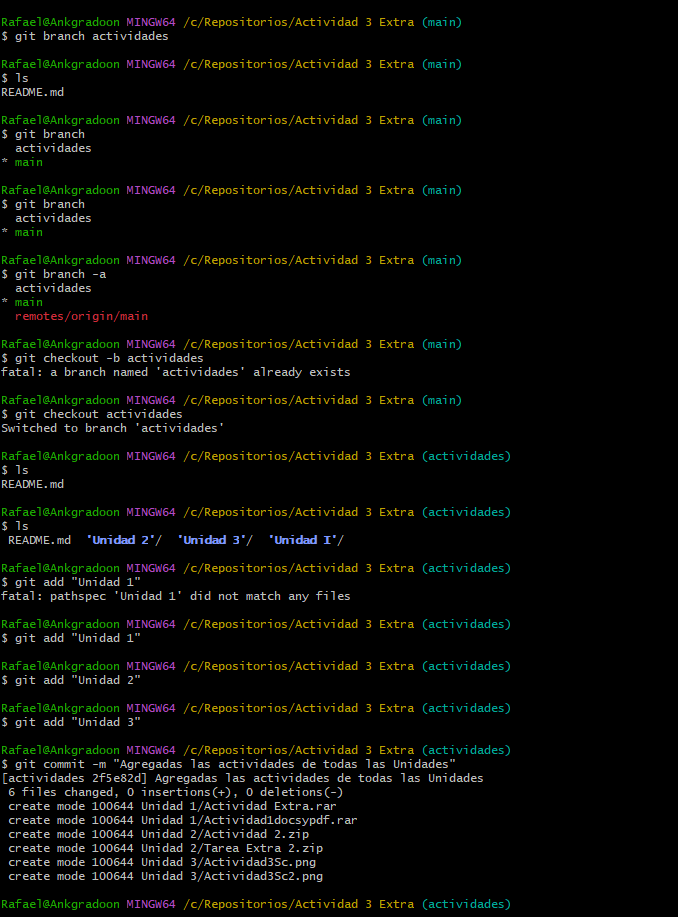 Rafael@Ankgradoon MINGW64 /c/Repositorios/Actividad 3 Extra (main)
$ git branch actividades
Rafael@Ankgradoon MINGW64 /c/Repositorios/Actividad 3 Extra (main)
$ ls
README.md
Rafael@Ankgradoon MINGW64 /c/Repositorios/Actividad 3 Extra (main)
$ git branch
  actividades
* main
Rafael@Ankgradoon MINGW64 /c/Repositorios/Actividad 3 Extra (main)
$ git branch
  actividades
* main
Rafael@Ankgradoon MINGW64 /c/Repositorios/Actividad 3 Extra (main)
$ git branch -a
  actividades
* main
  remotes/origin/main
Rafael@Ankgradoon MINGW64 /c/Repositorios/Actividad 3 Extra (main)
$ git checkout -b actividades
fatal: a branch named 'actividades' already exists
Rafael@Ankgradoon MINGW64 /c/Repositorios/Actividad 3 Extra (main)
$ git checkout actividades
Switched to branch 'actividades'
Rafael@Ankgradoon MINGW64 /c/Repositorios/Actividad 3 Extra (actividades)
$ ls
README.md
Rafael@Ankgradoon MINGW64 /c/Repositorios/Actividad 3 Extra (actividades)
$ ls
 README.md  'Unidad 2'/  'Unidad 3'/  'Unidad I'/
Rafael@Ankgradoon MINGW64 /c/Repositorios/Actividad 3 Extra (actividades)
$ git add "Unidad 1"
fatal: pathspec 'Unidad 1' did not match any files
Rafael@Ankgradoon MINGW64 /c/Repositorios/Actividad 3 Extra (actividades)
$ git add "Unidad 1"
Rafael@Ankgradoon MINGW64 /c/Repositorios/Actividad 3 Extra (actividades)
$ git add "Unidad 2"
Rafael@Ankgradoon MINGW64 /c/Repositorios/Actividad 3 Extra (actividades)
$ git add "Unidad 3"
Rafael@Ankgradoon MINGW64 /c/Repositorios/Actividad 3 Extra (actividades)
$ git commit -m "Agregadas las actividades de todas las Unidades"
[actividades 2f5e82d] Agregadas las actividades de todas las Unidades
 6 files changed, 0 insertions(+), 0 deletions(-)
 create mode 100644 Unidad 1/Actividad Extra.rar
 create mode 100644 Unidad 1/Actividad1docsypdf.rar
 create mode 100644 Unidad 2/Actividad 2.zip
 create mode 100644 Unidad 2/Tarea Extra 2.zip
 create mode 100644 Unidad 3/Actividad3Sc.png
 create mode 100644 Unidad 3/Actividad3Sc2.png
Rafael@Ankgradoon MINGW64 /c/Repositorios/Actividad 3 Extra (actividades)